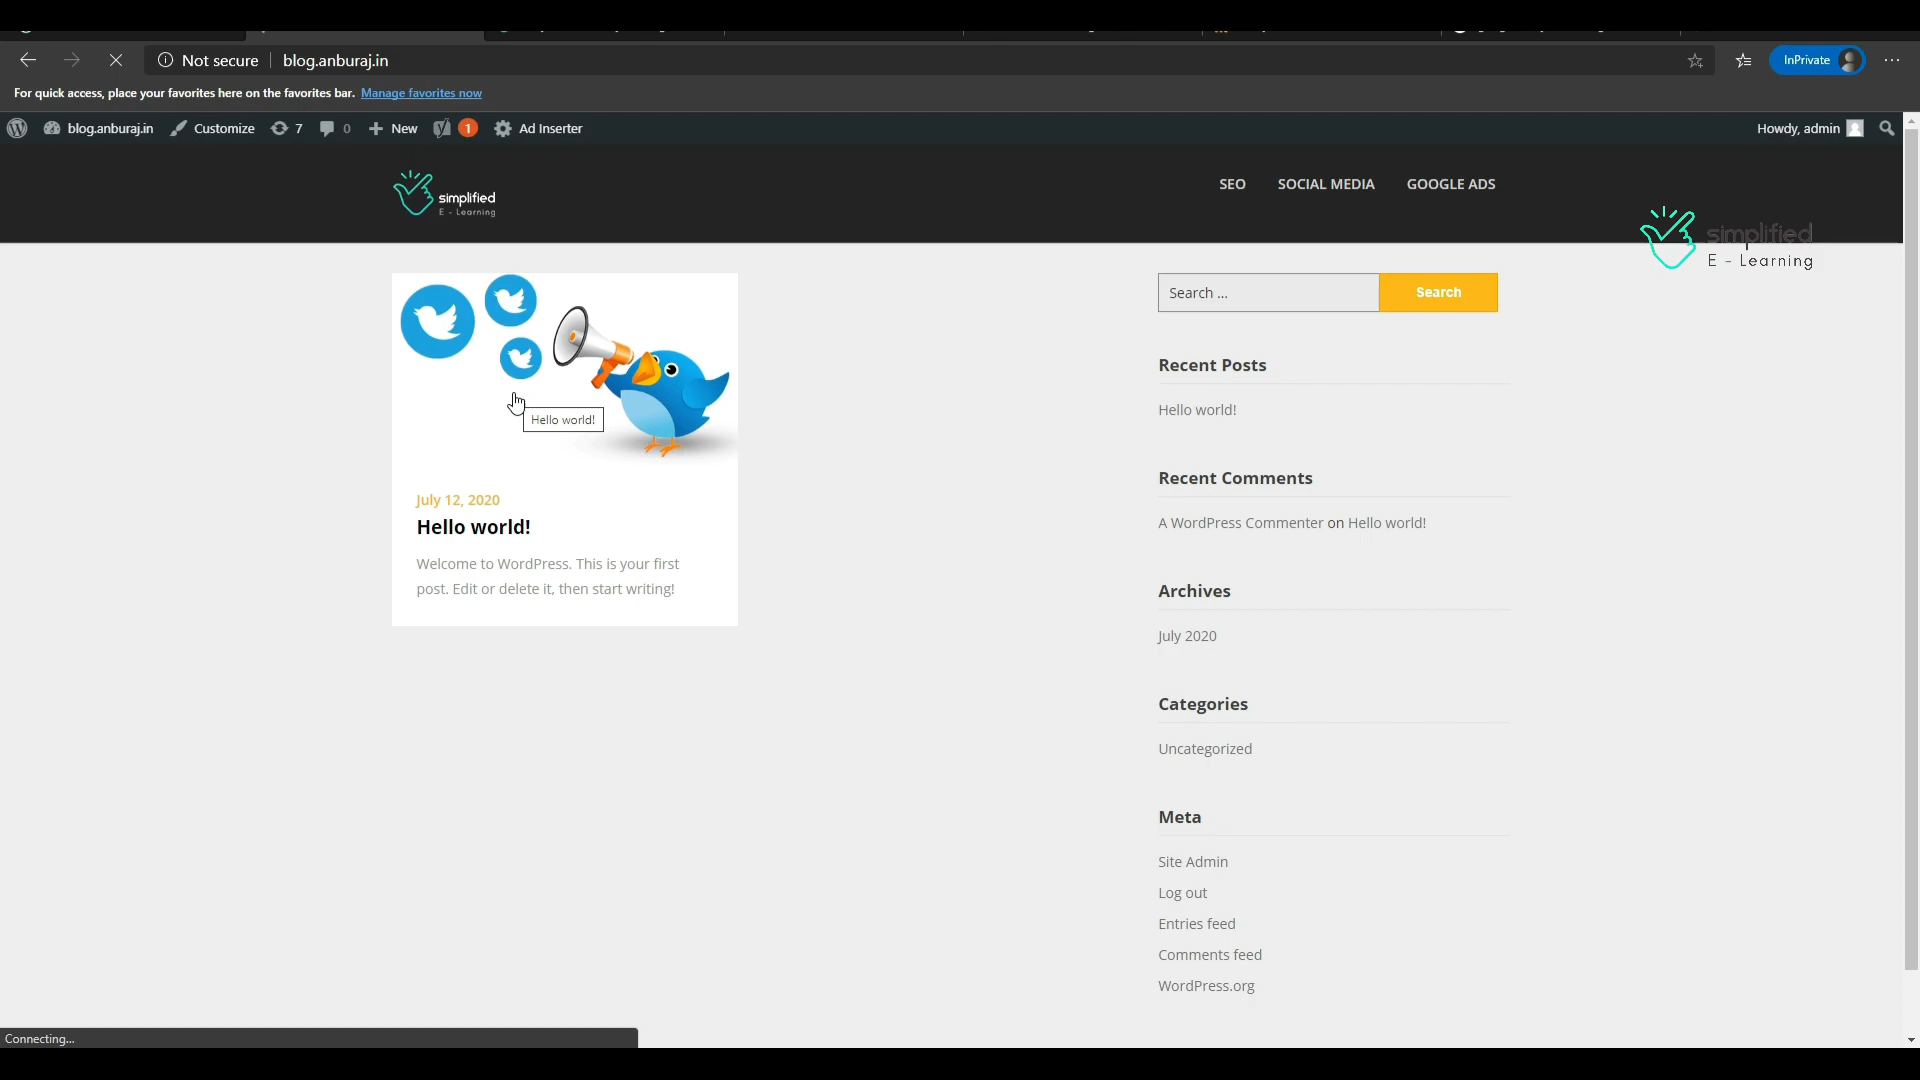 Not secure blog.anburaj.in InPrivate
For quick access, place your favorites here on the favorites bar. Manage favorites now
blog.anburaj.in Customize 7 0 New 1 Ad Inserter Howdy, admin
simplified
E - Learning
SEO SOCIAL MEDIA GOOGLE ADS
simplified
E - Learning
Search ... Search
Hello world!
July 12, 2020
Hello world!
Welcome to WordPress. This is your first
post. Edit or delete it, then start writing!
Recent Posts
Hello world!
Recent Comments
A WordPress Commenter on Hello world!
Archives
July 2020
Categories
Uncategorized
Meta
Site Admin
Log out
Entries feed
Comments feed
WordPress.org
Connecting...